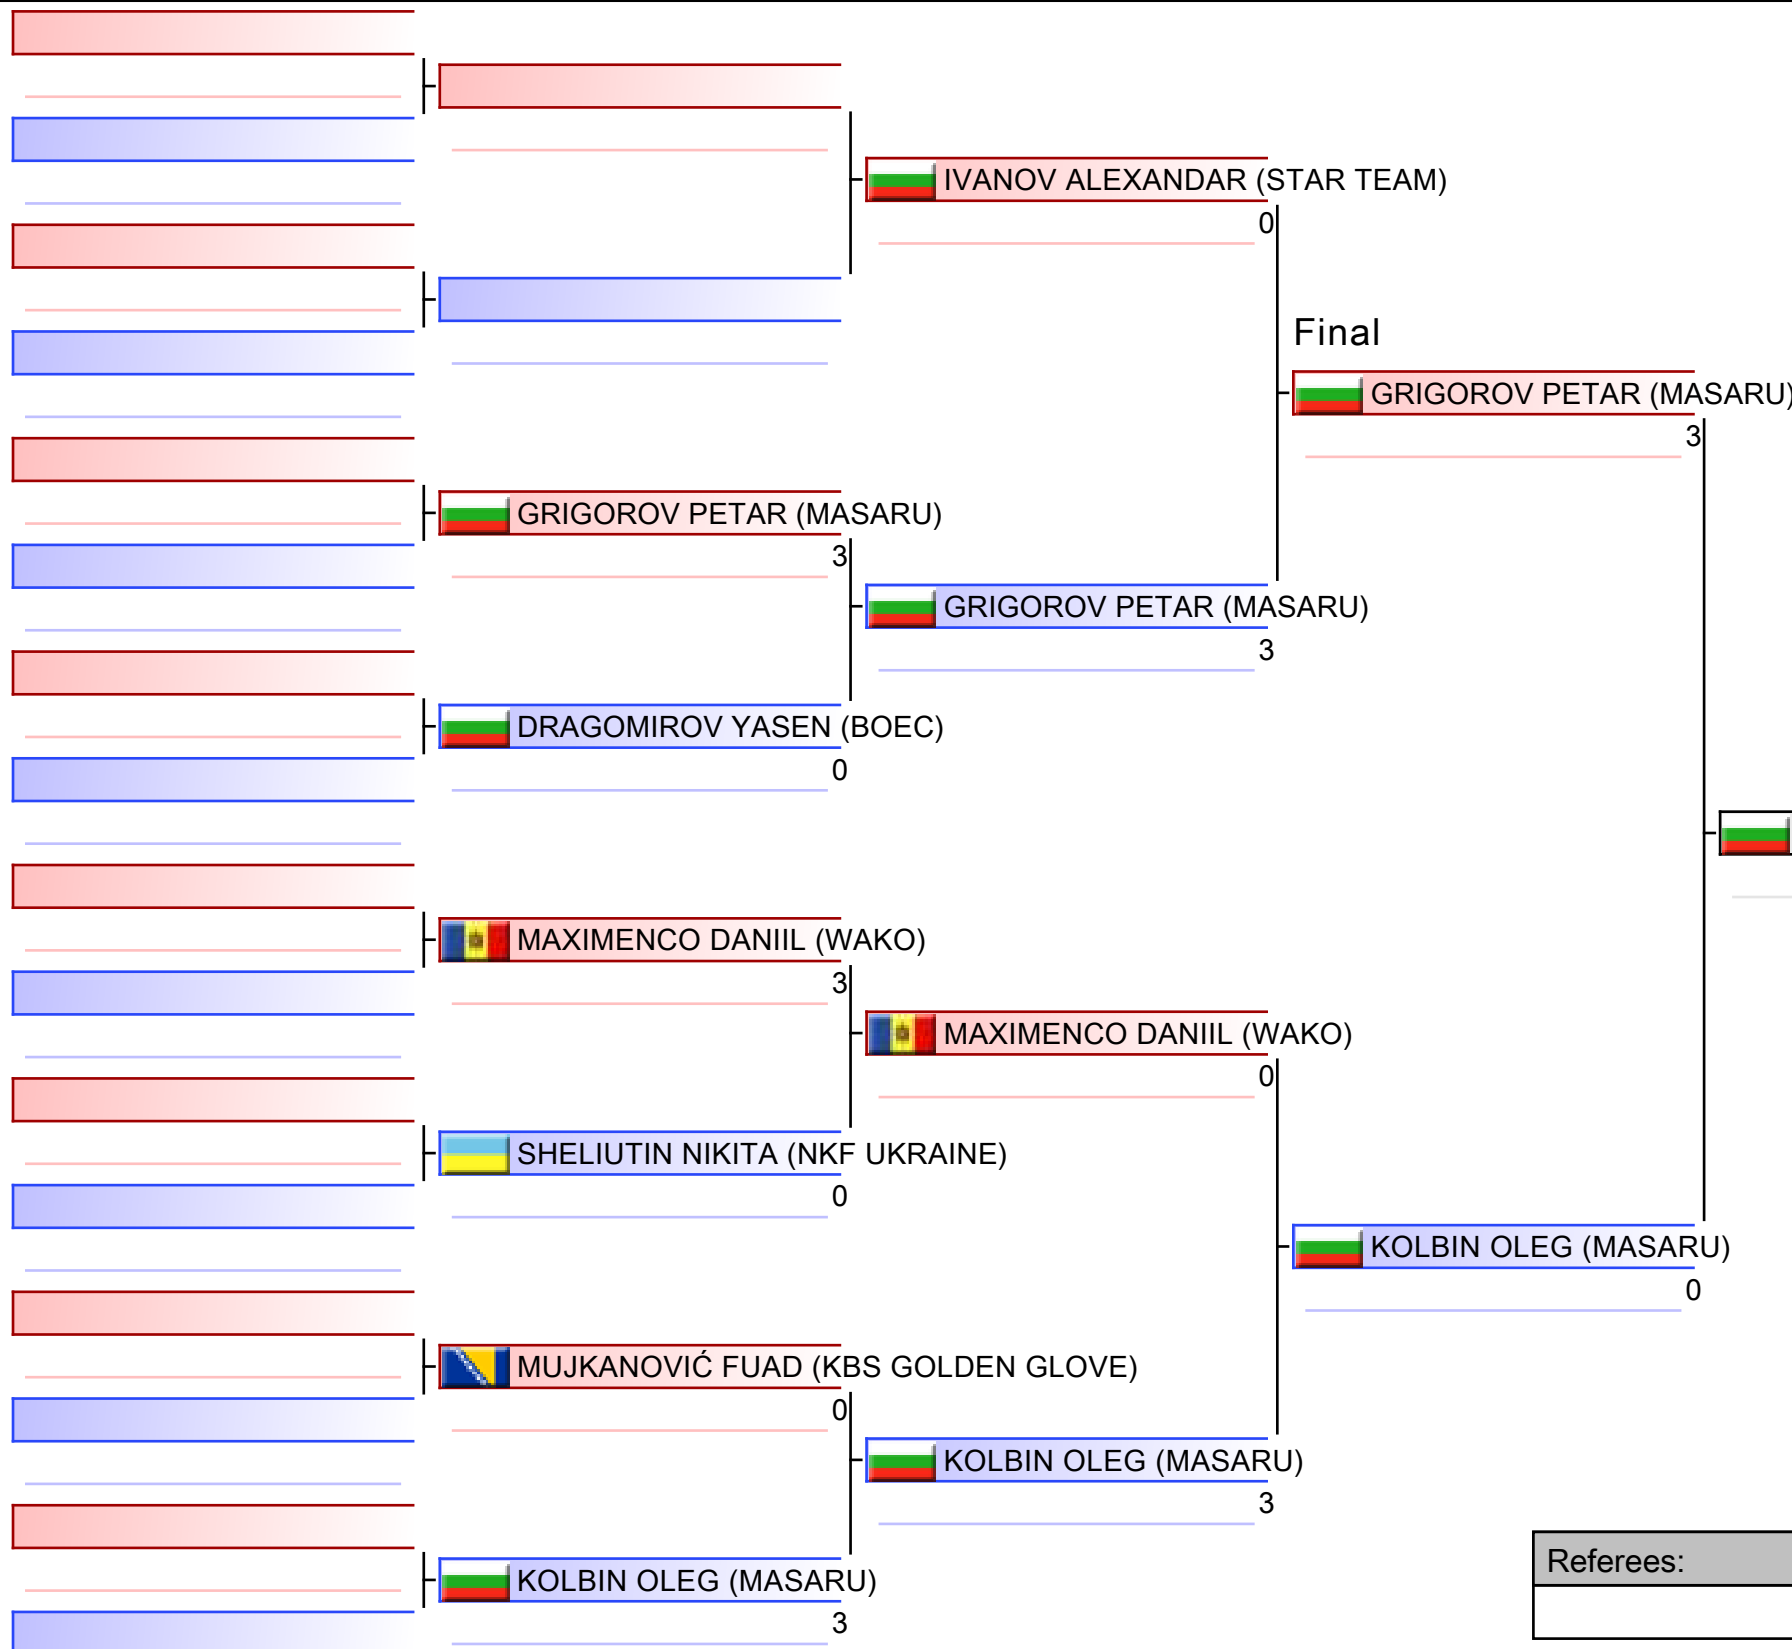 IVANOV ALEXANDAR (STAR TEAM)
0
Final
GRIGOROV PETAR (MASARU)
3
GRIGOROV PETAR (MASARU)
3
GRIGOROV PETAR (MASARU)
3
DRAGOMIROV YASEN (BOEC)
0
MAXIMENCO DANIIL (WAKO)
3
MAXIMENCO DANIIL (WAKO)
0
SHELIUTIN NIKITA (NKF UKRAINE)
0
KOLBIN OLEG (MASARU)
0
MUJKANOVIĆ FUAD (KBS GOLDEN GLOVE)
0
KOLBIN OLEG (MASARU)
3
Referees:
KOLBIN OLEG (MASARU)
3